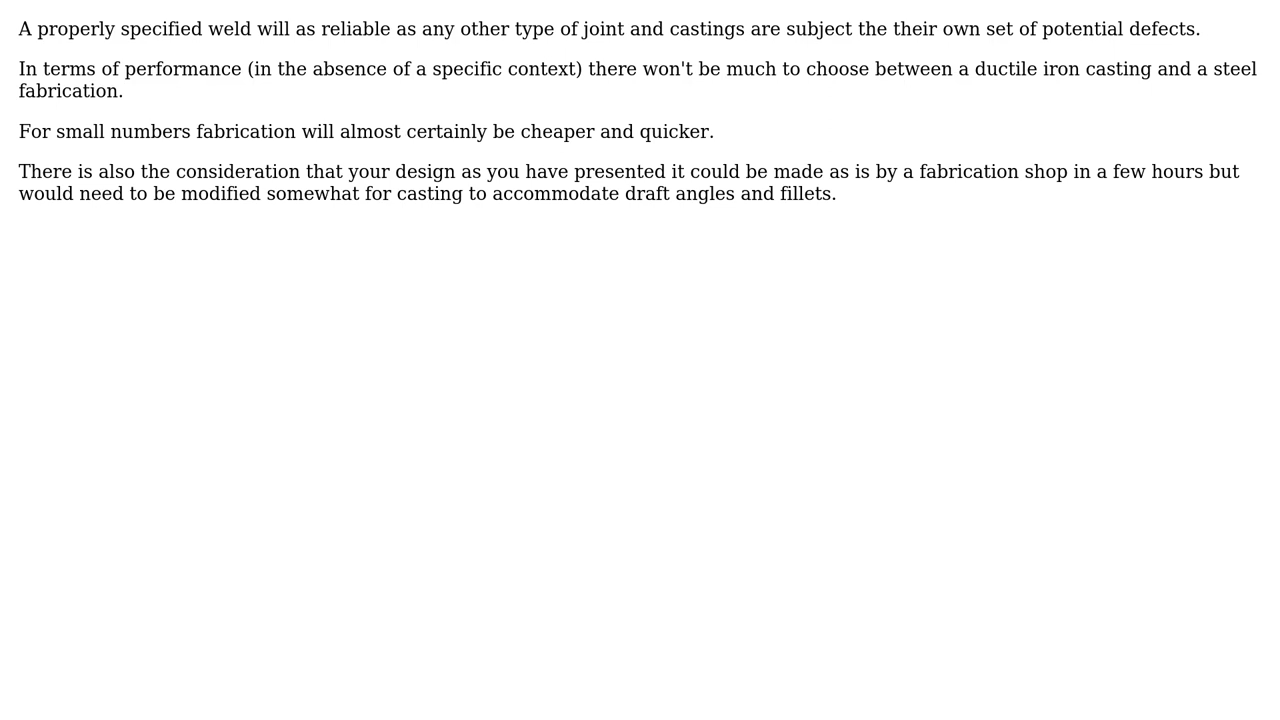 A properly specified weld will as reliable as any other type of joint and castings are subject the their own set of potential defects.
In terms of performance (in the absence of a specific context) there won't be much to choose between a ductile iron casting and a steel
fabrication.
For small numbers fabrication will almost certainly be cheaper and quicker.
There is also the consideration that your design as you have presented it could be made as is by a fabrication shop in a few hours but
would need to be modified somewhat for casting to accommodate draft angles and fillets.